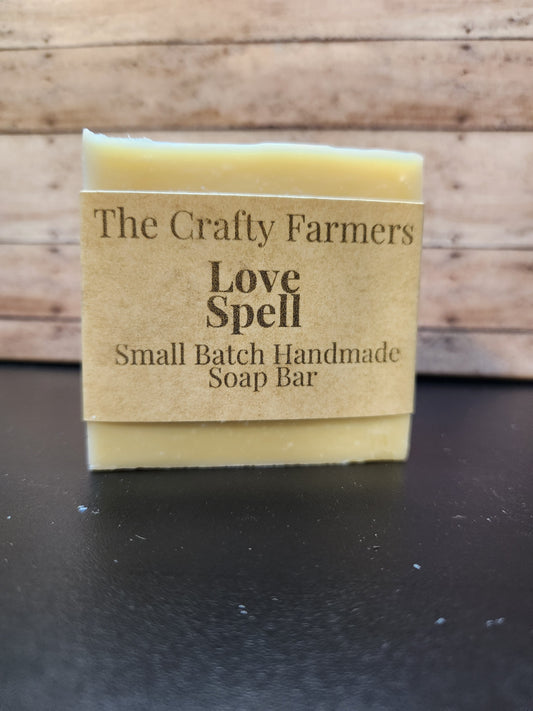 The Crafty Farmers
Love
Spell
Small Batch Handmade
Soap Bar